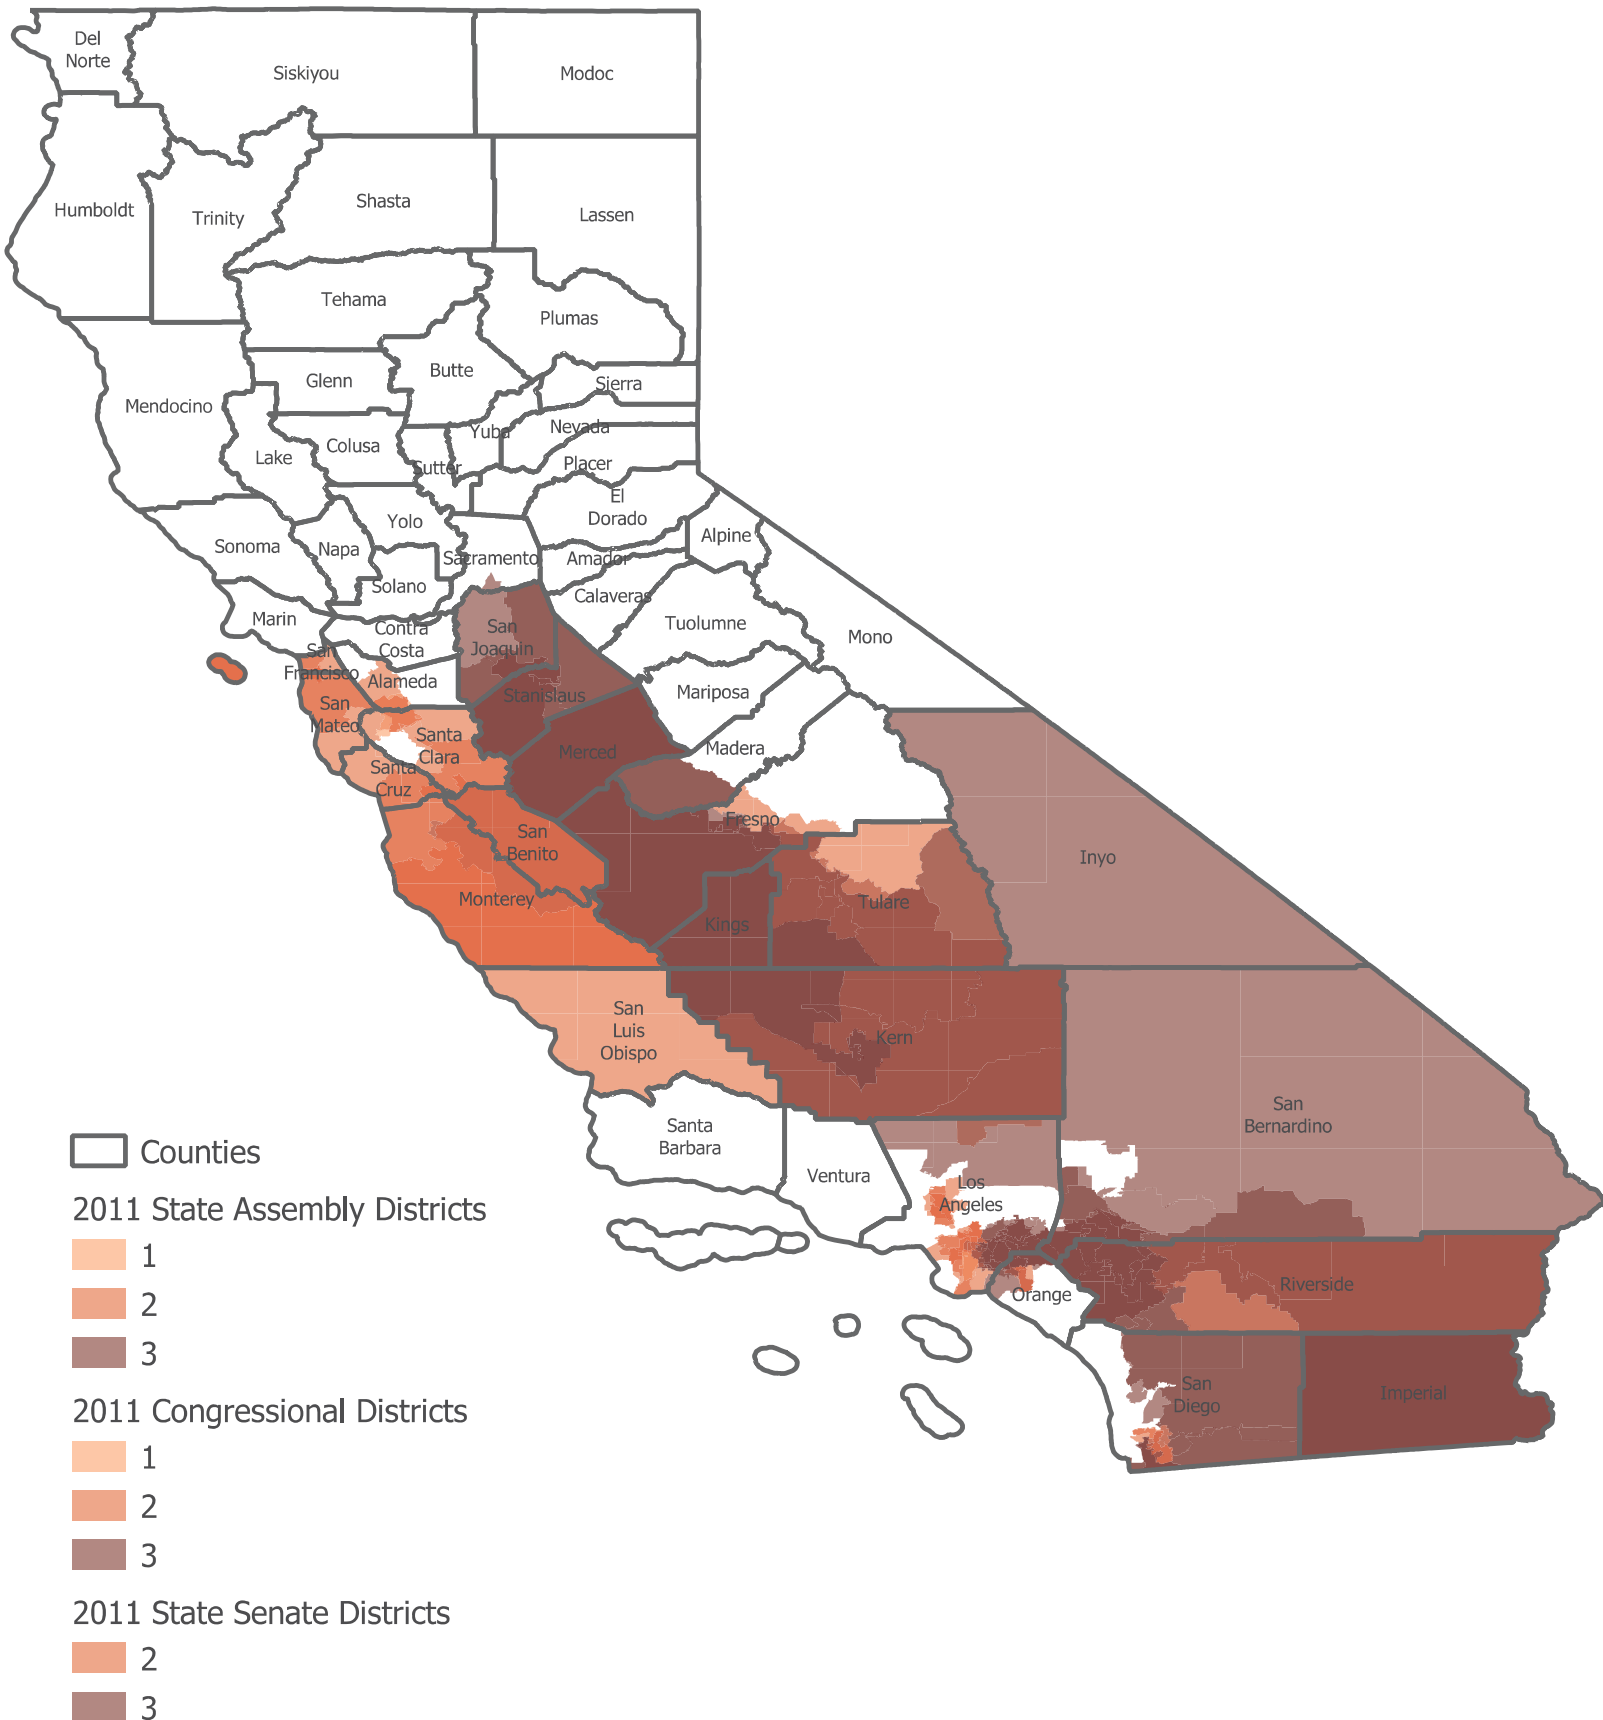 Del
Norte
Siskiyou
Modoc
Humboldt
Trinity
Shasta
Lassen
Tehama
Plumas
Butte
Glenn
Sierra
Mendocino
Yuba
Nevada
Colusa
Lake
Sutter
Placer
El
Dorado
Yolo
Alpine
Sonoma
Napa
Sacramento
Amador
Solano
Calaveras
Marin
Contra
Costa
San
Joaquin
Tuolumne
Mono
San
Francisco
Alameda
Stanislaus
Mariposa
San
Mateo
Santa
Clara
Merced
Madera
Santa
Cruz
Fresno
San
Benito
Inyo
Monterey
Kings
Tulare
San
Luis
Obispo
Kern
San
Bernardino
Santa
Barbara
Ventura
Los
Angeles
Orange
Riverside
San
Diego
Imperial
Counties
2011 State Assembly Districts
1
2
3
2011 Congressional Districts
1
2
3
2011 State Senate Districts
2
3